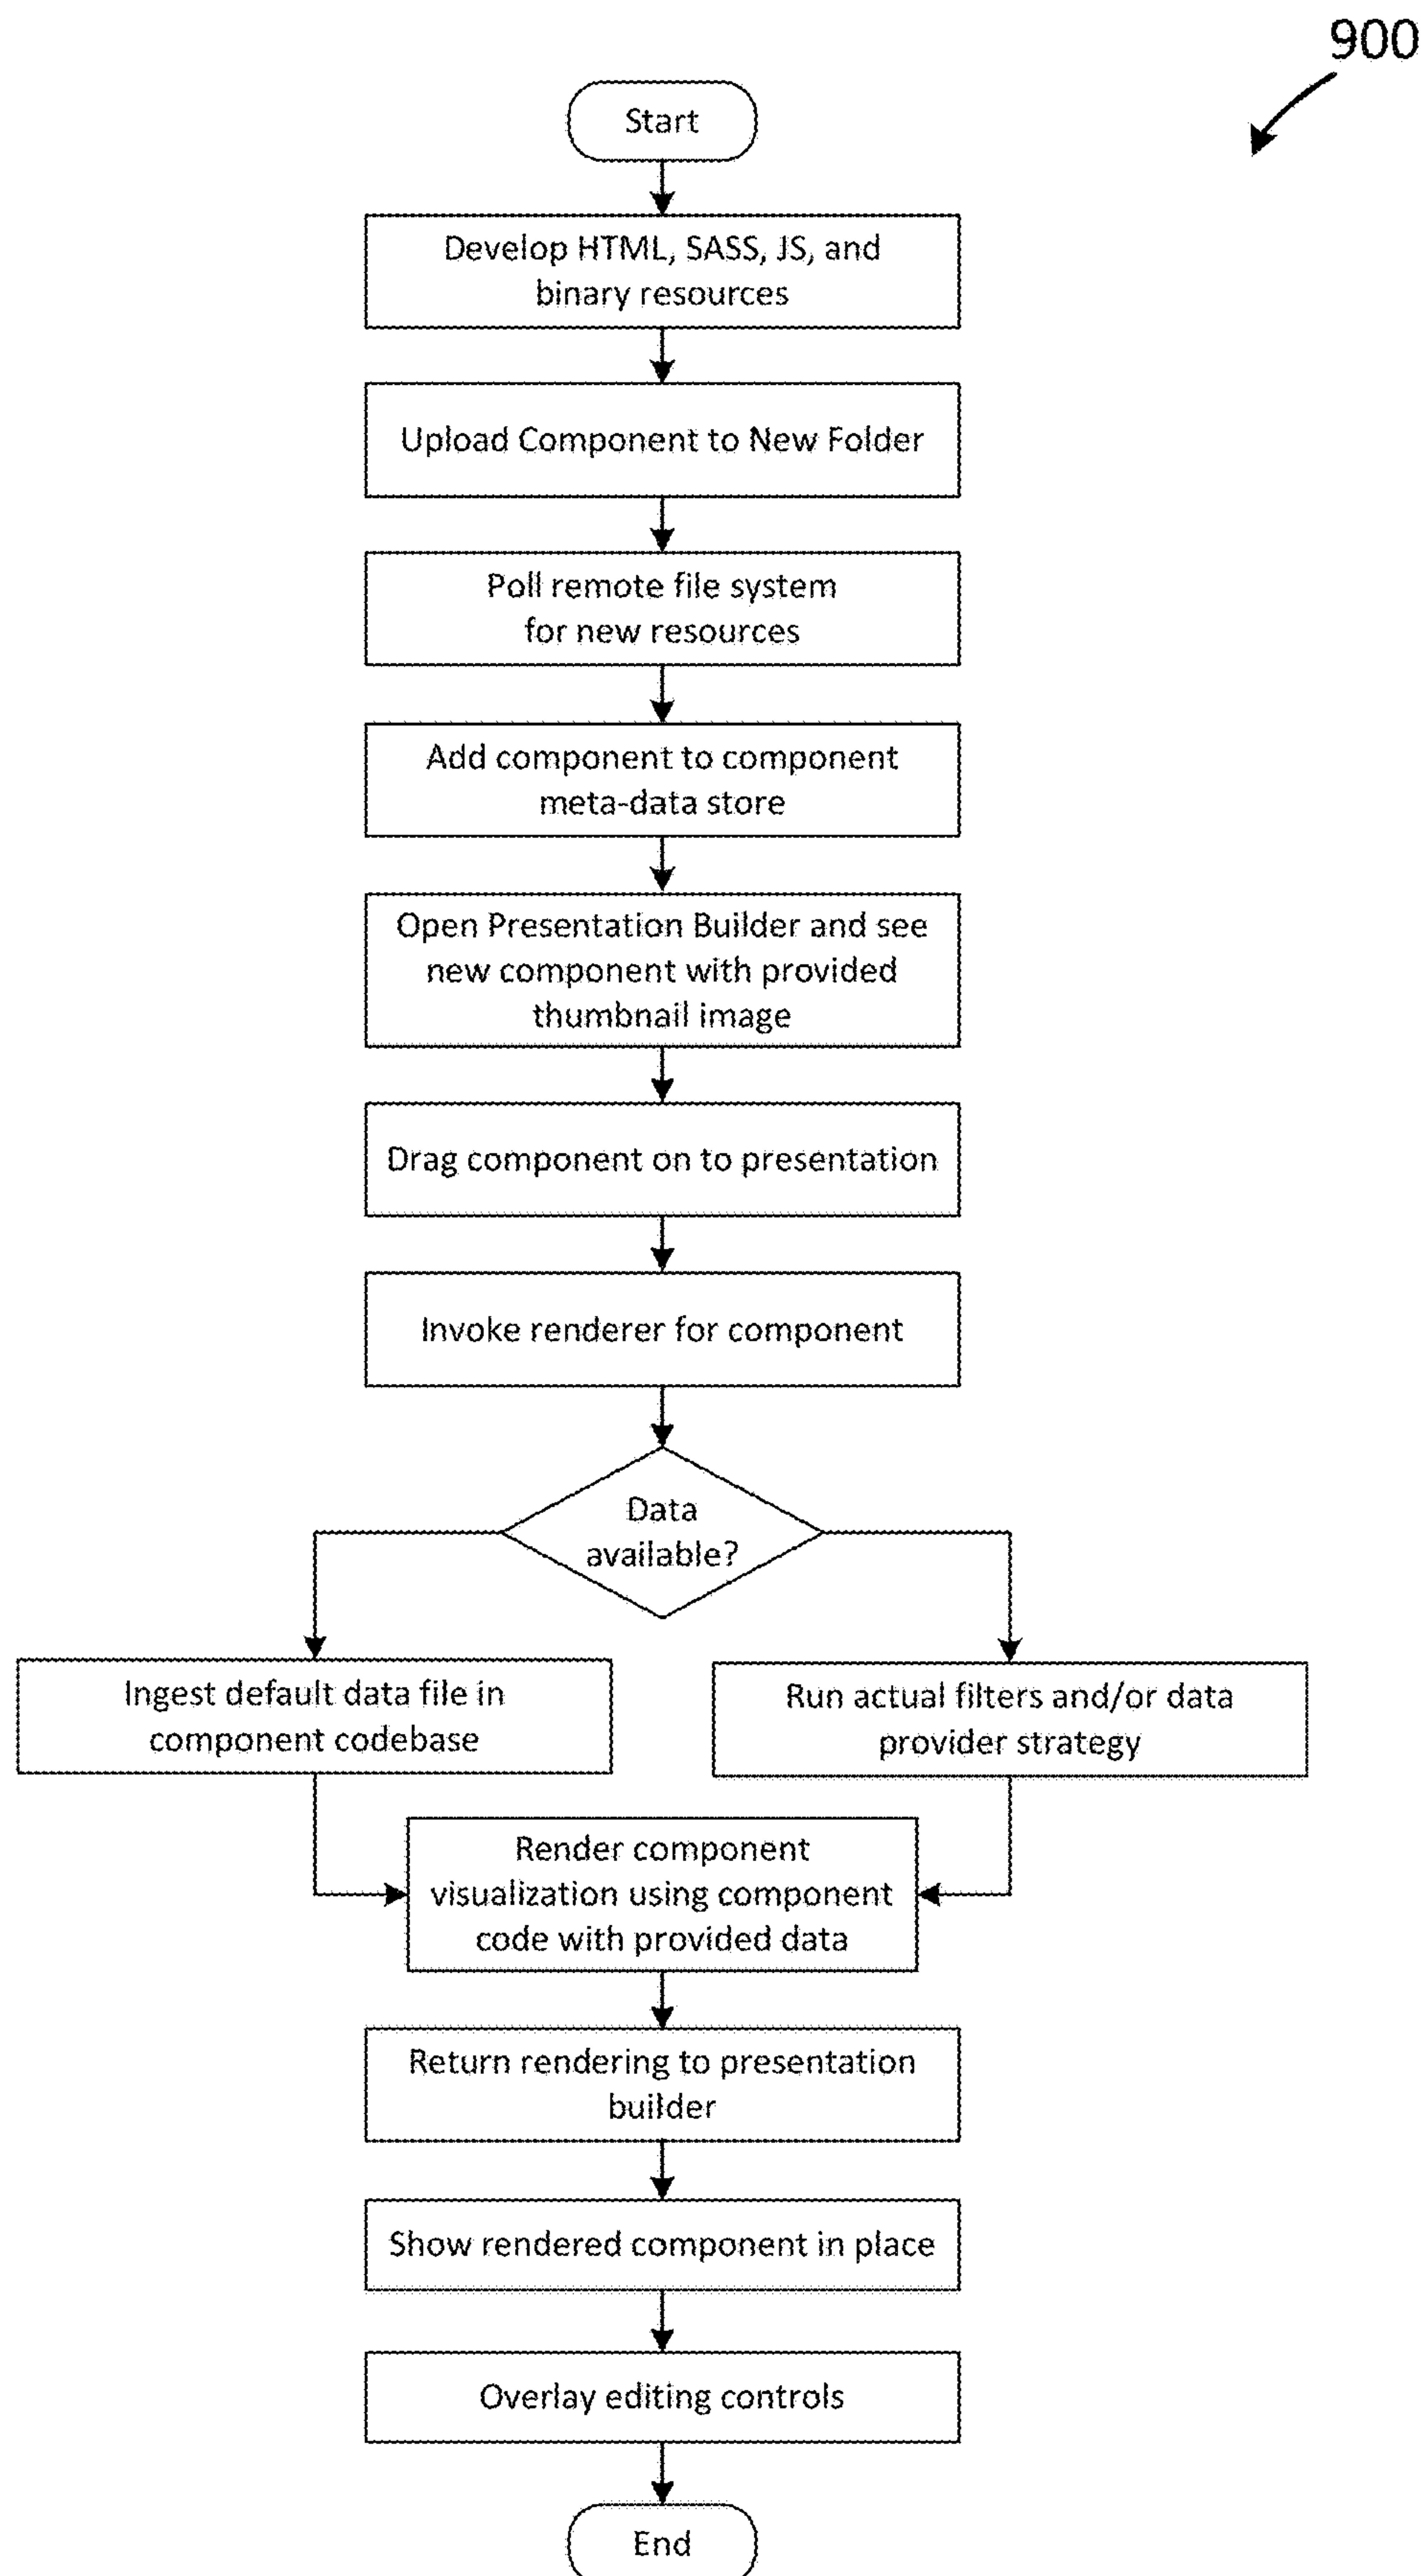 900
Start
Develop HTML, SASS, JS, and
binary resources
Upload Component to New Folder
Poll remote file system
for new resources
Add component to component
meta-data store
Open Presentation Builder and see
new component with provided
thumbnail image
Drag component on to presentation
Invoke renderer for component
Data
available?
Ingest default data file in
component codebase
Run actual filters and/or data
provider strategy
Render component
visualization using component
code with provided data
Return rendering to presentation
builder
Show rendered component in place
Overlay editing controls
End